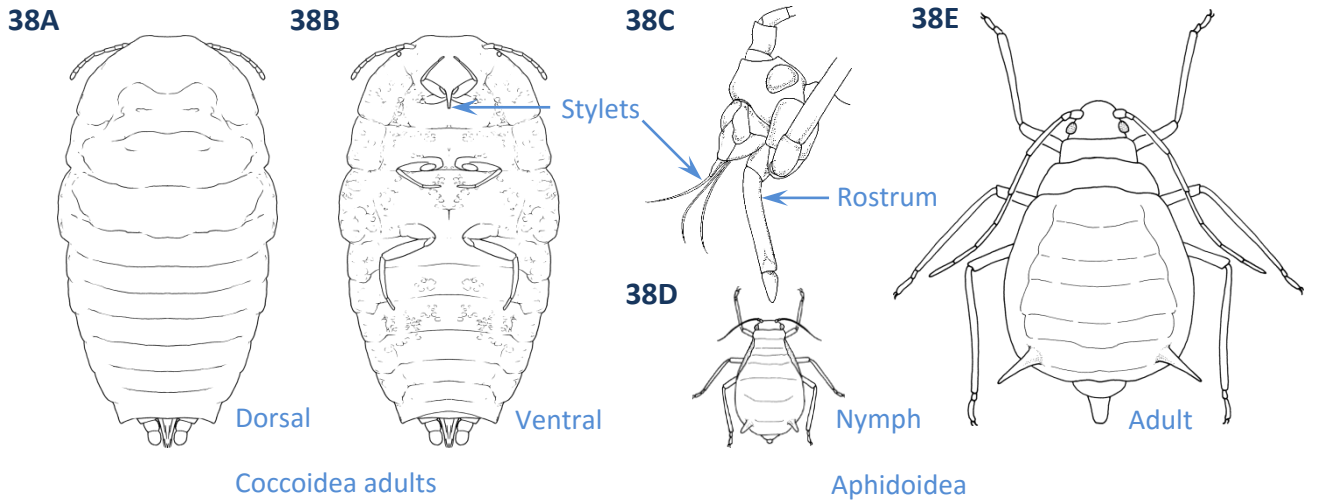 38A
38B
38C
38E
Stylets
Rostrum
38D
Dorsal
Ventral
Nymph
Adult
Coccoidea adults
Aphidoidea